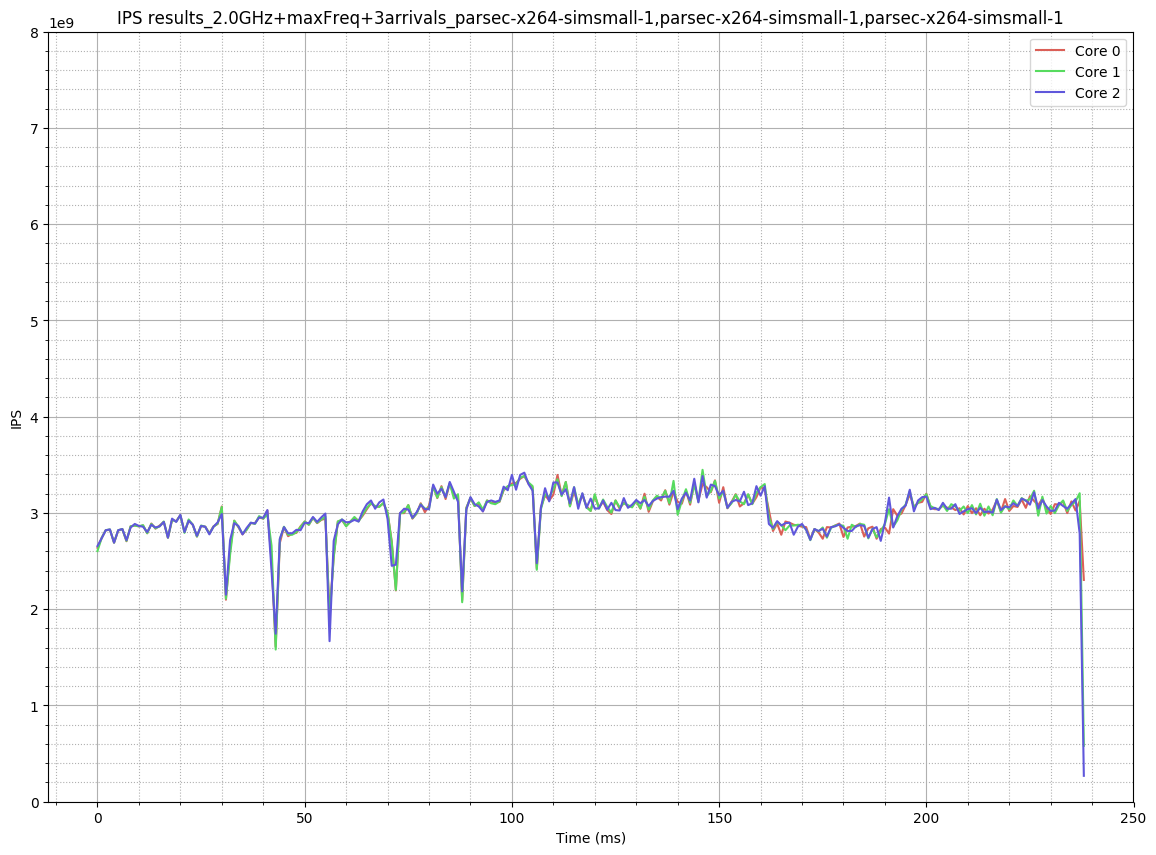 IPS results_2.0GHz+maxFreq+3arrivals_parsec-x264-simsmall-1,parsec-x264-simsmall-1,parsec-x264-simsmall-1
1e9
8
7
6
5
4
3
2
1
0
IPS
Core 0
Core 1
Core 2
0 50 100 150 200 250
Time (ms)